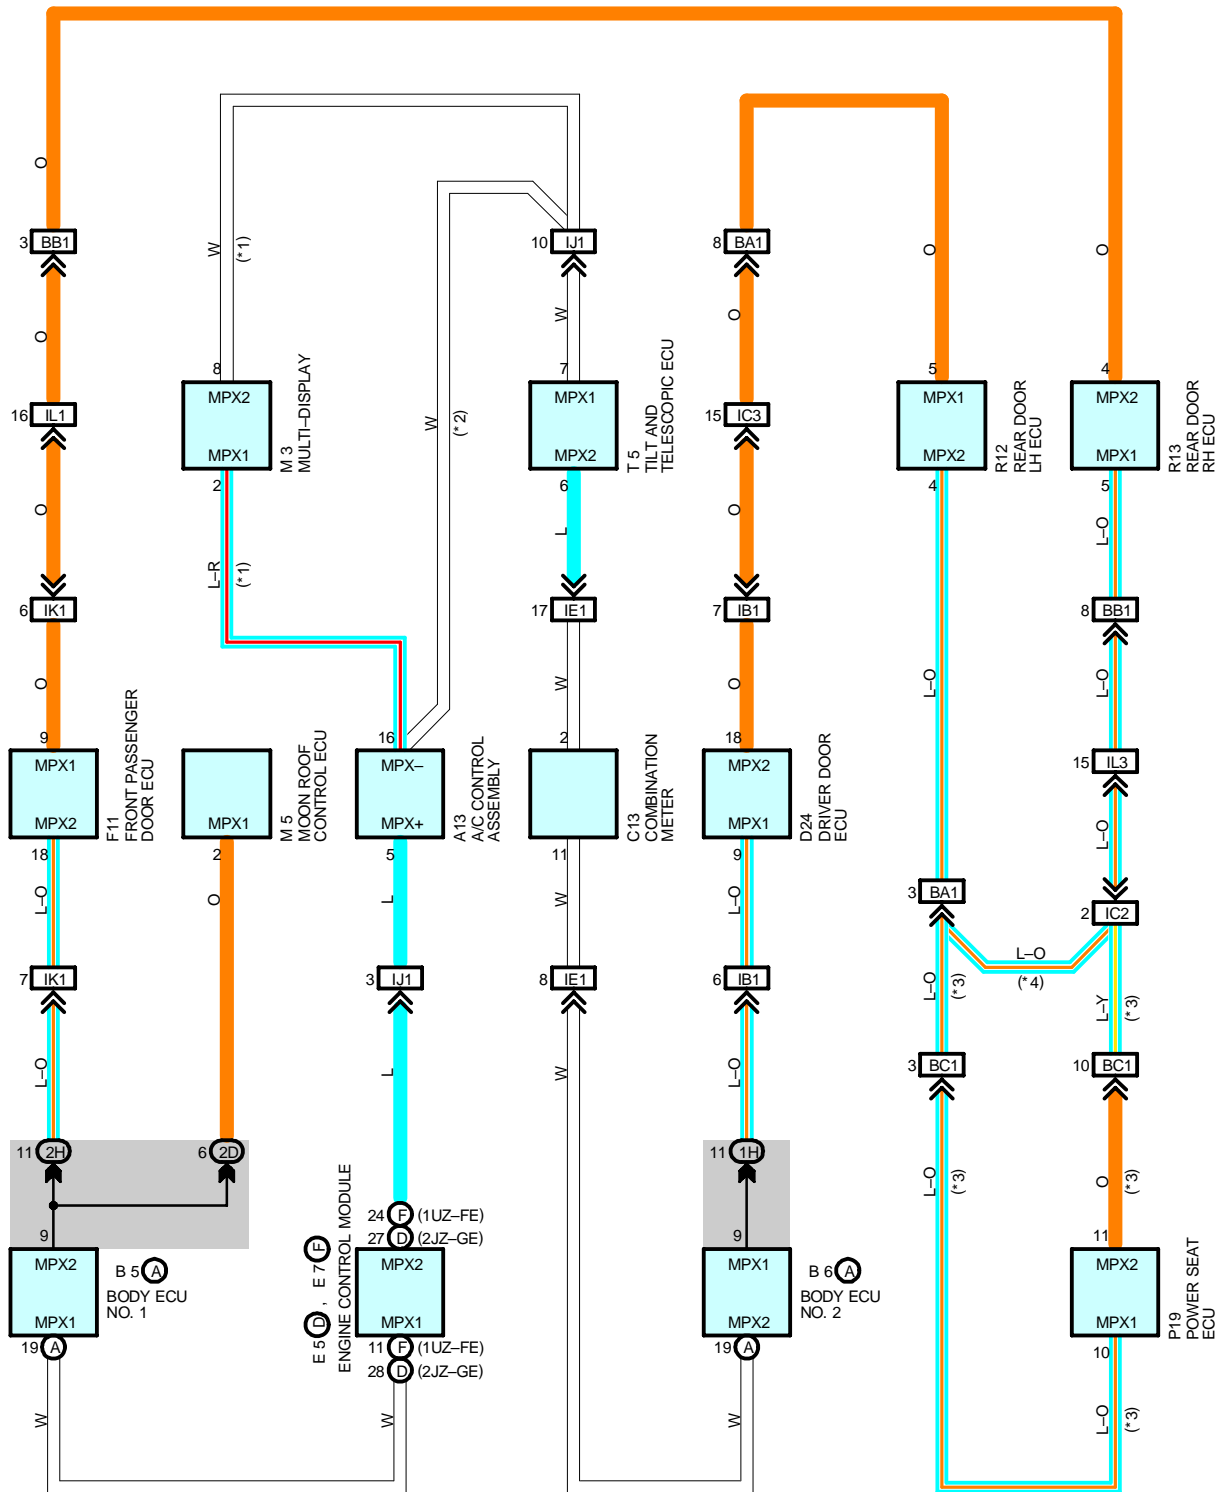 O
W
(*1)
O
O
3 BB1
10 IJ1
8 BA1
O
W
(*2)
W
O
8
7
5
4
MPX2
MPX1
M 3
MULTI–DISPLAY
2
MPX1
MPX2
T 5
TILT AND
TELESCOPIC ECU
6
MPX1
MPX2
R12
REAR DOOR
LH ECU
4
MPX2
MPX1
R13
REAR DOOR
RH ECU
5
16 IL1
15 IC3
O
L–R
(*1)
L
O
L–O
6 IK1
17 IE1
7 IB1
8 BB1
O
W
O
L–O
L–O
9
16
2
18
MPX1
MPX2
F11
FRONT PASSENGER
DOOR ECU
18
MPX1
M 5
MOON ROOF
CONTROL ECU
2
MPX–
MPX+
A13
A/C CONTROL
ASSEMBLY
5
C13
COMBINATION
METER
11
MPX2
MPX1
D24
DRIVER DOOR
ECU
9
15 IL3
L–O
L–O
O
L
W
L–O
3 BA1
2 IC2
L–O
(*4)
7 IK1
3 IJ1
8 IE1
6 IB1
L–O
(*3)
L–Y
(*3)
L–O
L
W
L–O
3 BC1
10 BC1
11 2H
6 2D
11 1H
L–O
(*3)
O
(*3)
24 F (1UZ–FE)
27 D (2JZ–GE)
9
9
11
MPX2
MPX1
B 5 A
BODY ECU
NO. 1
19 A
MPX2
MPX1
E 5 D , E 7 F
ENGINE CONTROL MODULE
11 F (1UZ–FE)
28 D (2JZ–GE)
MPX1
MPX2
B 6 A
BODY ECU
NO. 2
19 A
MPX2
MPX1
P19
POWER SEAT
ECU
10
W
W
W
L–O
(*3)